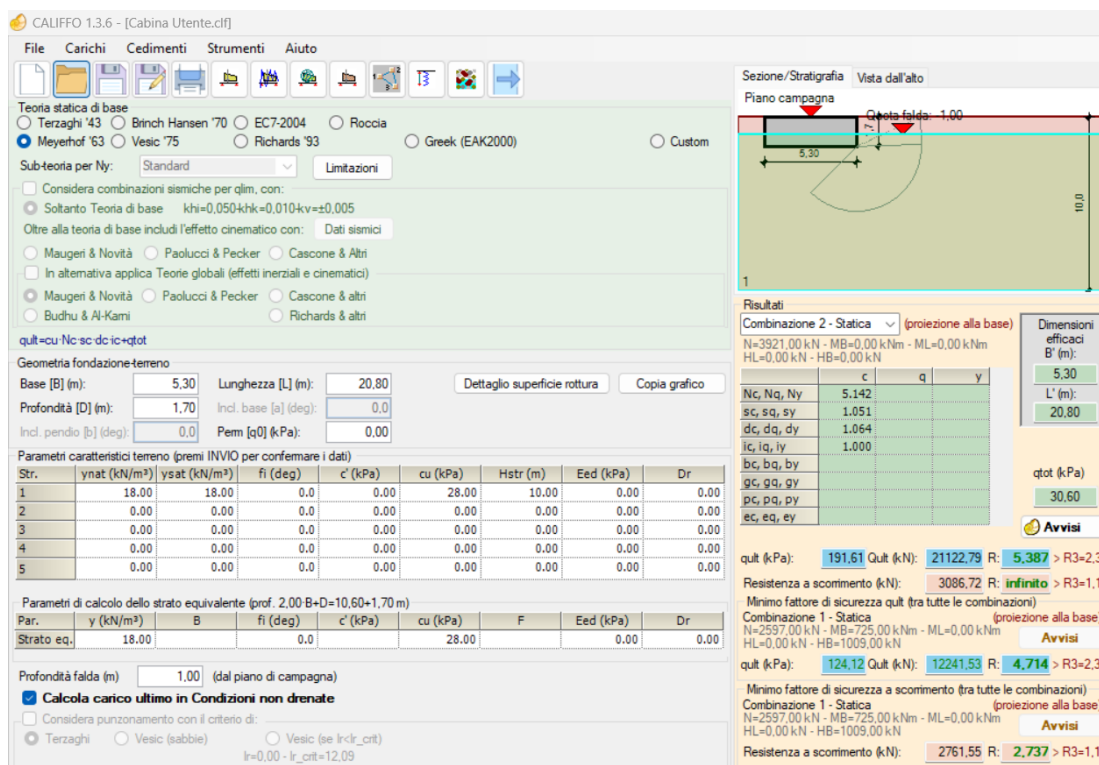 CALIFFO 1.3.6 - [Cabina Utente.clf]
File Carichi Cedimenti Strumenti Aiuto
Teoria statica di base
Terzaghi '43 Brinch Hansen '70 EC7-2004 Roccia
Meyerhof '63 Vesic '75 Richards '93 Greek (EAK2000) Custom
Sub-teoria per Ny: Standard Limitazioni
Considera combinazioni sismiche per qlim, con:
Soltanto Teoria di base khi=0,050-khk=0,010-kv=±0,005
Oltre alla teoria di base includi l'effetto cinematico con: Dati sismici
Maugeri & Novità Paolucci & Pecker Cascone & Altri
In alternativa applica Teorie globali (effetti inerziali e cinematici)
Maugeri & Novità Paolucci & Pecker Cascone & altri
Budhu & Al-Karni Richards & altri
qult=cu·Nc·sc·dc·ic+qtot
Geometria fondazione-terreno
Base [B] (m): 5,30 Lunghezza [L] (m): 20,80 Dettaglio superficie rottura Copia grafico
Profondità [D] (m): 1,70 Incl. base [a] (deg): 0,0
Incl. pendio [b] (deg): 0,0 Perm [q0] (kPa): 0,00
Parametri caratteristici terreno (premi INVIO per confermare i dati)
Str. ynat (kN/m³) ysat (kN/m³) fi (deg) c' (kPa) cu (kPa) Hstr (m) Eed (kPa) Dr
1 18.00 18.00 0.0 0.00 28.00 10.00 0.00 0.00
2 0.00 0.00 0.0 0.00 0.00 0.00 0.00 0.00
3 0.00 0.00 0.0 0.00 0.00 0.00 0.00 0.00
4 0.00 0.00 0.0 0.00 0.00 0.00 0.00 0.00
5 0.00 0.00 0.0 0.00 0.00 0.00 0.00 0.00
Parametri di calcolo dello strato equivalente (prof. 2,00·B+D=10,60+1,70 m)
Par. y (kN/m³) B fi (deg) c' (kPa) cu (kPa) F Eed (kPa) Dr
Strato eq. 18.00 0.0 28.00 0.00 0.00
Profondità falda (m) 1,00 (dal piano di campagna)
Calcola carico ultimo in Condizioni non drenate
Considera punzonamento con il criterio di:
Terzaghi Vesic (sabbie) Vesic (se Ir<Ir_crit)
Ir=0,00 - Ir_crit=12,09
Sezione/Stratigrafia Vista dall'alto
Piano campagna
Quota falda: -1,00
5,30
10,0
1
Risultati
Combinazione 2 - Statica (proiezione alla base)
N=3921,00 kN - MB=0,00 kNm - ML=0,00 kNm
HL=0,00 kN - HB=0,00 kN
Dimensioni
efficaci
B' (m):
5,30
L' (m):
20,80
c q y
Nc, Nq, Ny 5.142
sc, sq, sy 1.051
dc, dq, dy 1.064
ic, iq, iy 1.000
bc, bq, by
gc, gq, gy
pc, pq, py
ec, eq, ey
qtot (kPa)
30,60
Avvisi
qult (kPa): 191,61 Qult (kN): 21122,79 R: 5,387 > R3=2,3
Resistenza a scorrimento (kN): 3086,72 R: infinito > R3=1,1
Minimo fattore di sicurezza qult (tra tutte le combinazioni)
Combinazione 1 - Statica (proiezione alla base)
N=2597,00 kN - MB=725,00 kNm - ML=0,00 kNm
HL=0,00 kN - HB=1009,00 kN
Avvisi
qult (kPa): 124,12 Qult (kN): 12241,53 R: 4,714 > R3=2,3
Minimo fattore di sicurezza a scorrimento (tra tutte le combinazioni)
Combinazione 1 - Statica (proiezione alla base)
N=2597,00 kN - MB=725,00 kNm - ML=0,00 kNm
HL=0,00 kN - HB=1009,00 kN
Avvisi
Resistenza a scorrimento (kN): 2761,55 R: 2,737 > R3=1,1